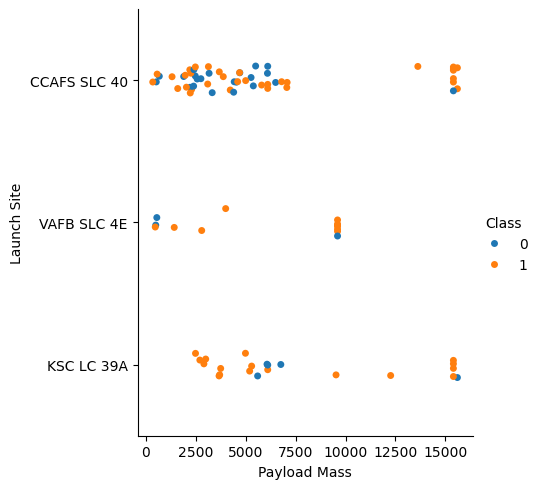 CCAFS SLC 40
VAFB SLC 4E
KSC LC 39A
Launch Site
0 2500 5000 7500 10000 12500 15000
Payload Mass
Class
0
1